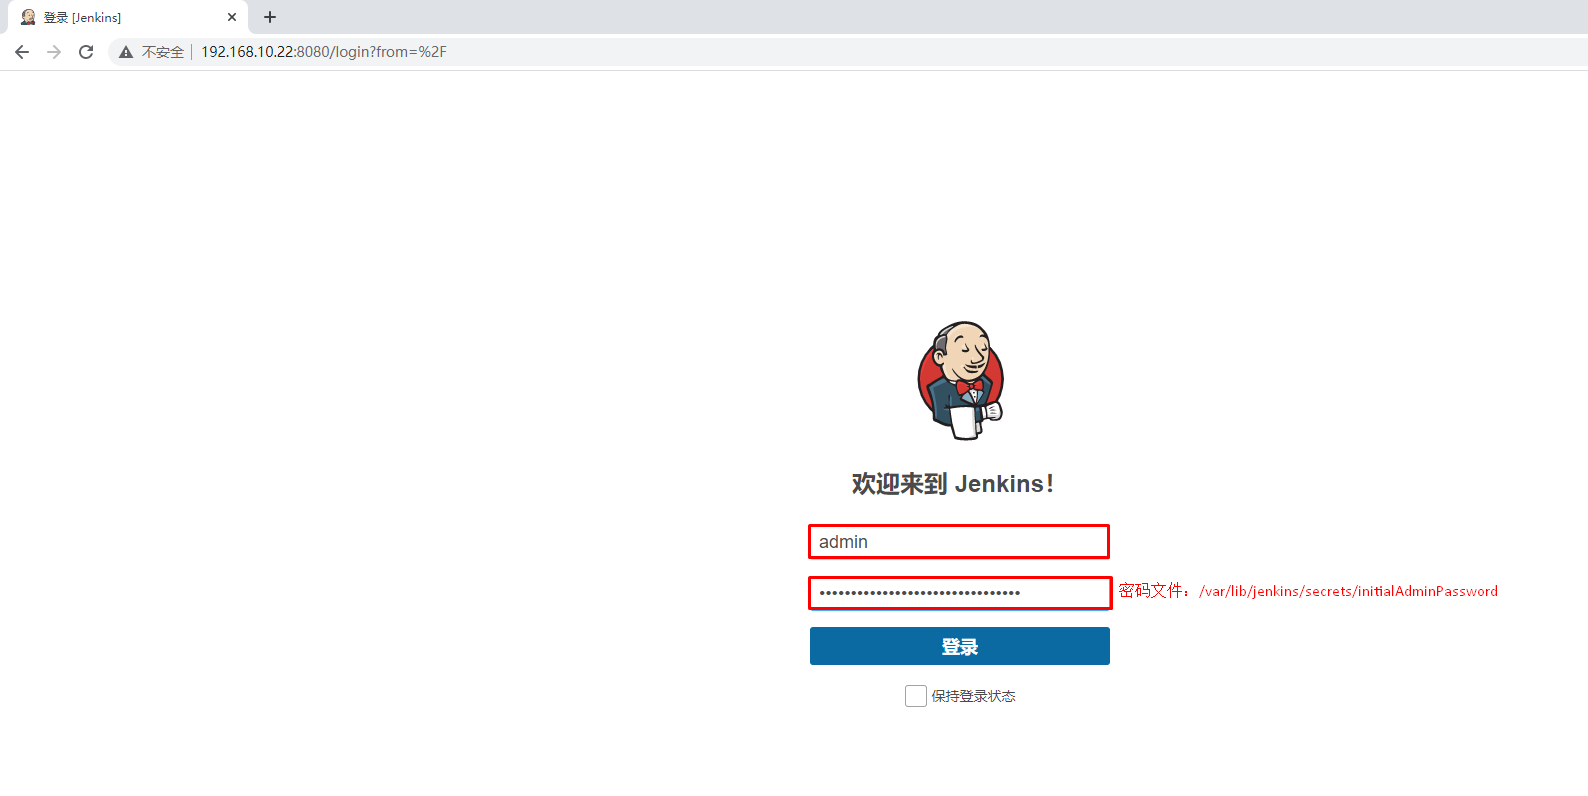 登录 [Jenkins]
不安全 192.168.10.22:8080/login?from=%2F
欢迎来到 Jenkins!
admin
•••••••••••••••••••••••••••••••• 密码文件：/var/lib/jenkins/secrets/initialAdminPassword
登录
保持登录状态